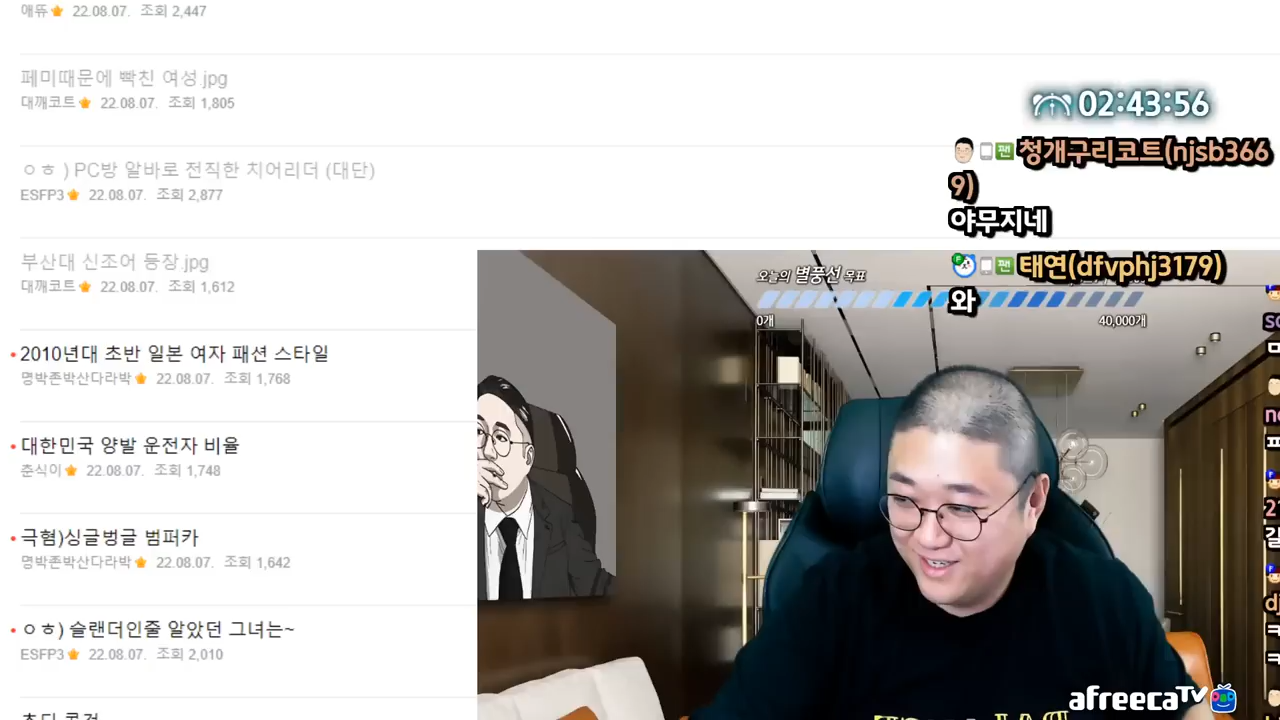 애뜌 22.08.07. 조회 2,447
페미때문에 빡친 여성.jpg
대깨코트 22.08.07. 조회 1,805
ㅇㅎ ) PC방 알바로 전직한 치어리더 (대단)
ESFP3 22.08.07. 조회 2,877
부산대 신조어 등장.jpg
대깨코트 22.08.07. 조회 1,612
2010년대 초반 일본 여자 패션 스타일
명박존박산다라박 22.08.07. 조회 1,768
대한민국 양발 운전자 비율
춘식이 22.08.07. 조회 1,748
극혐)싱글벙글 범퍼카
명박존박산다라박 22.08.07. 조회 1,642
ㅇㅎ) 슬랜더인줄 알았던 그녀는~
ESFP3 22.08.07. 조회 2,010
02:43:56
팬 청개구리코트(njsb366
9)
야무지네
팬 태연(dfvphj3179)
와
오늘의 별풍선 목표
0개
40,000개
afreecaTV